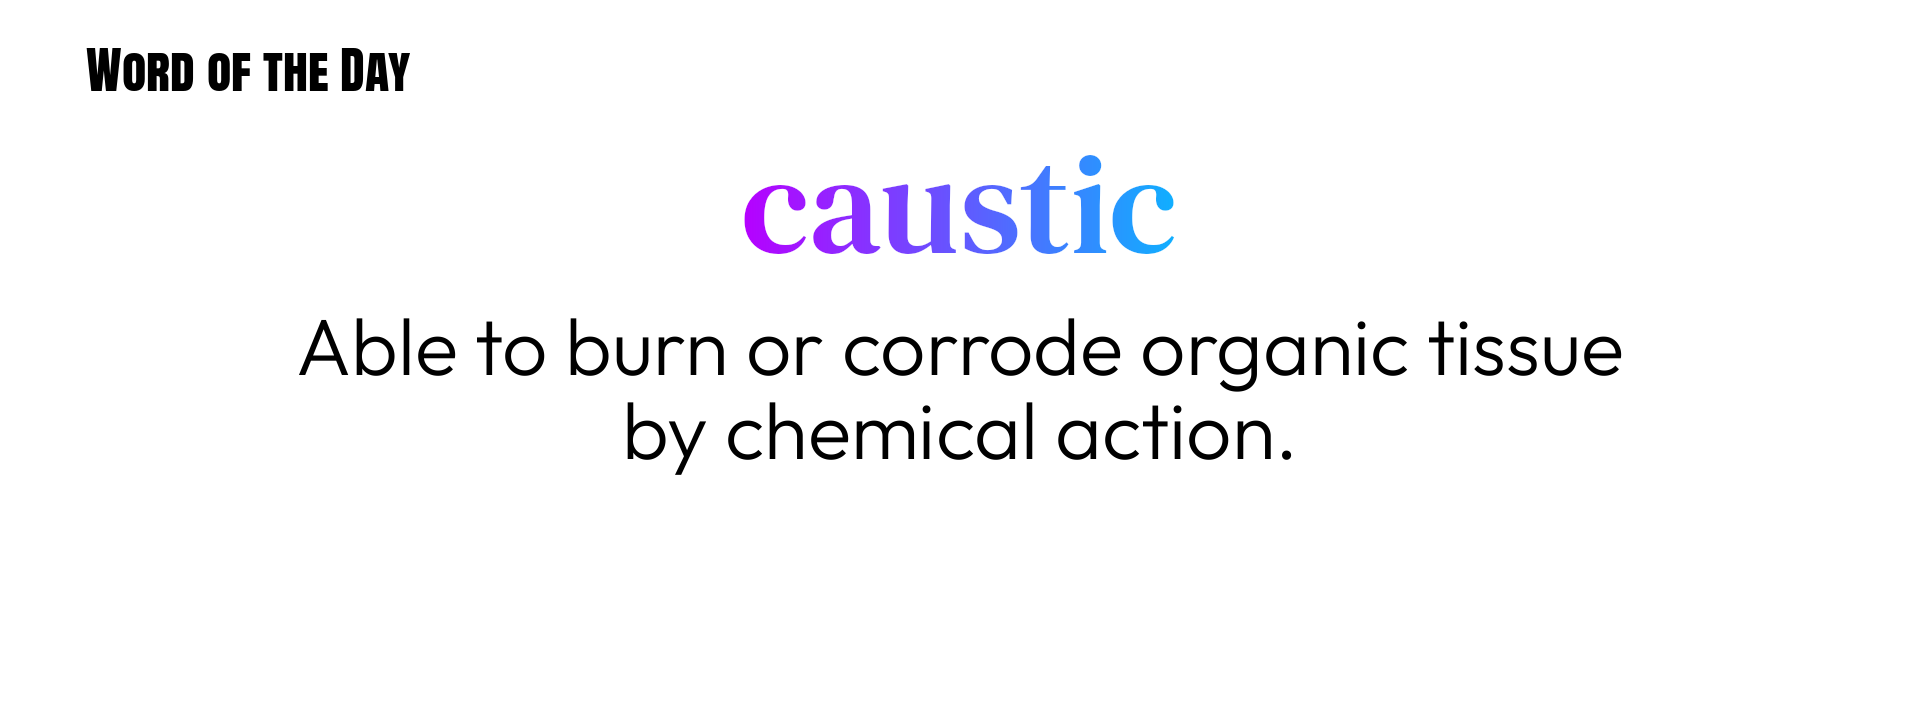 Word of the Day
caustic
Able to burn or corrode organic tissue
by chemical action.